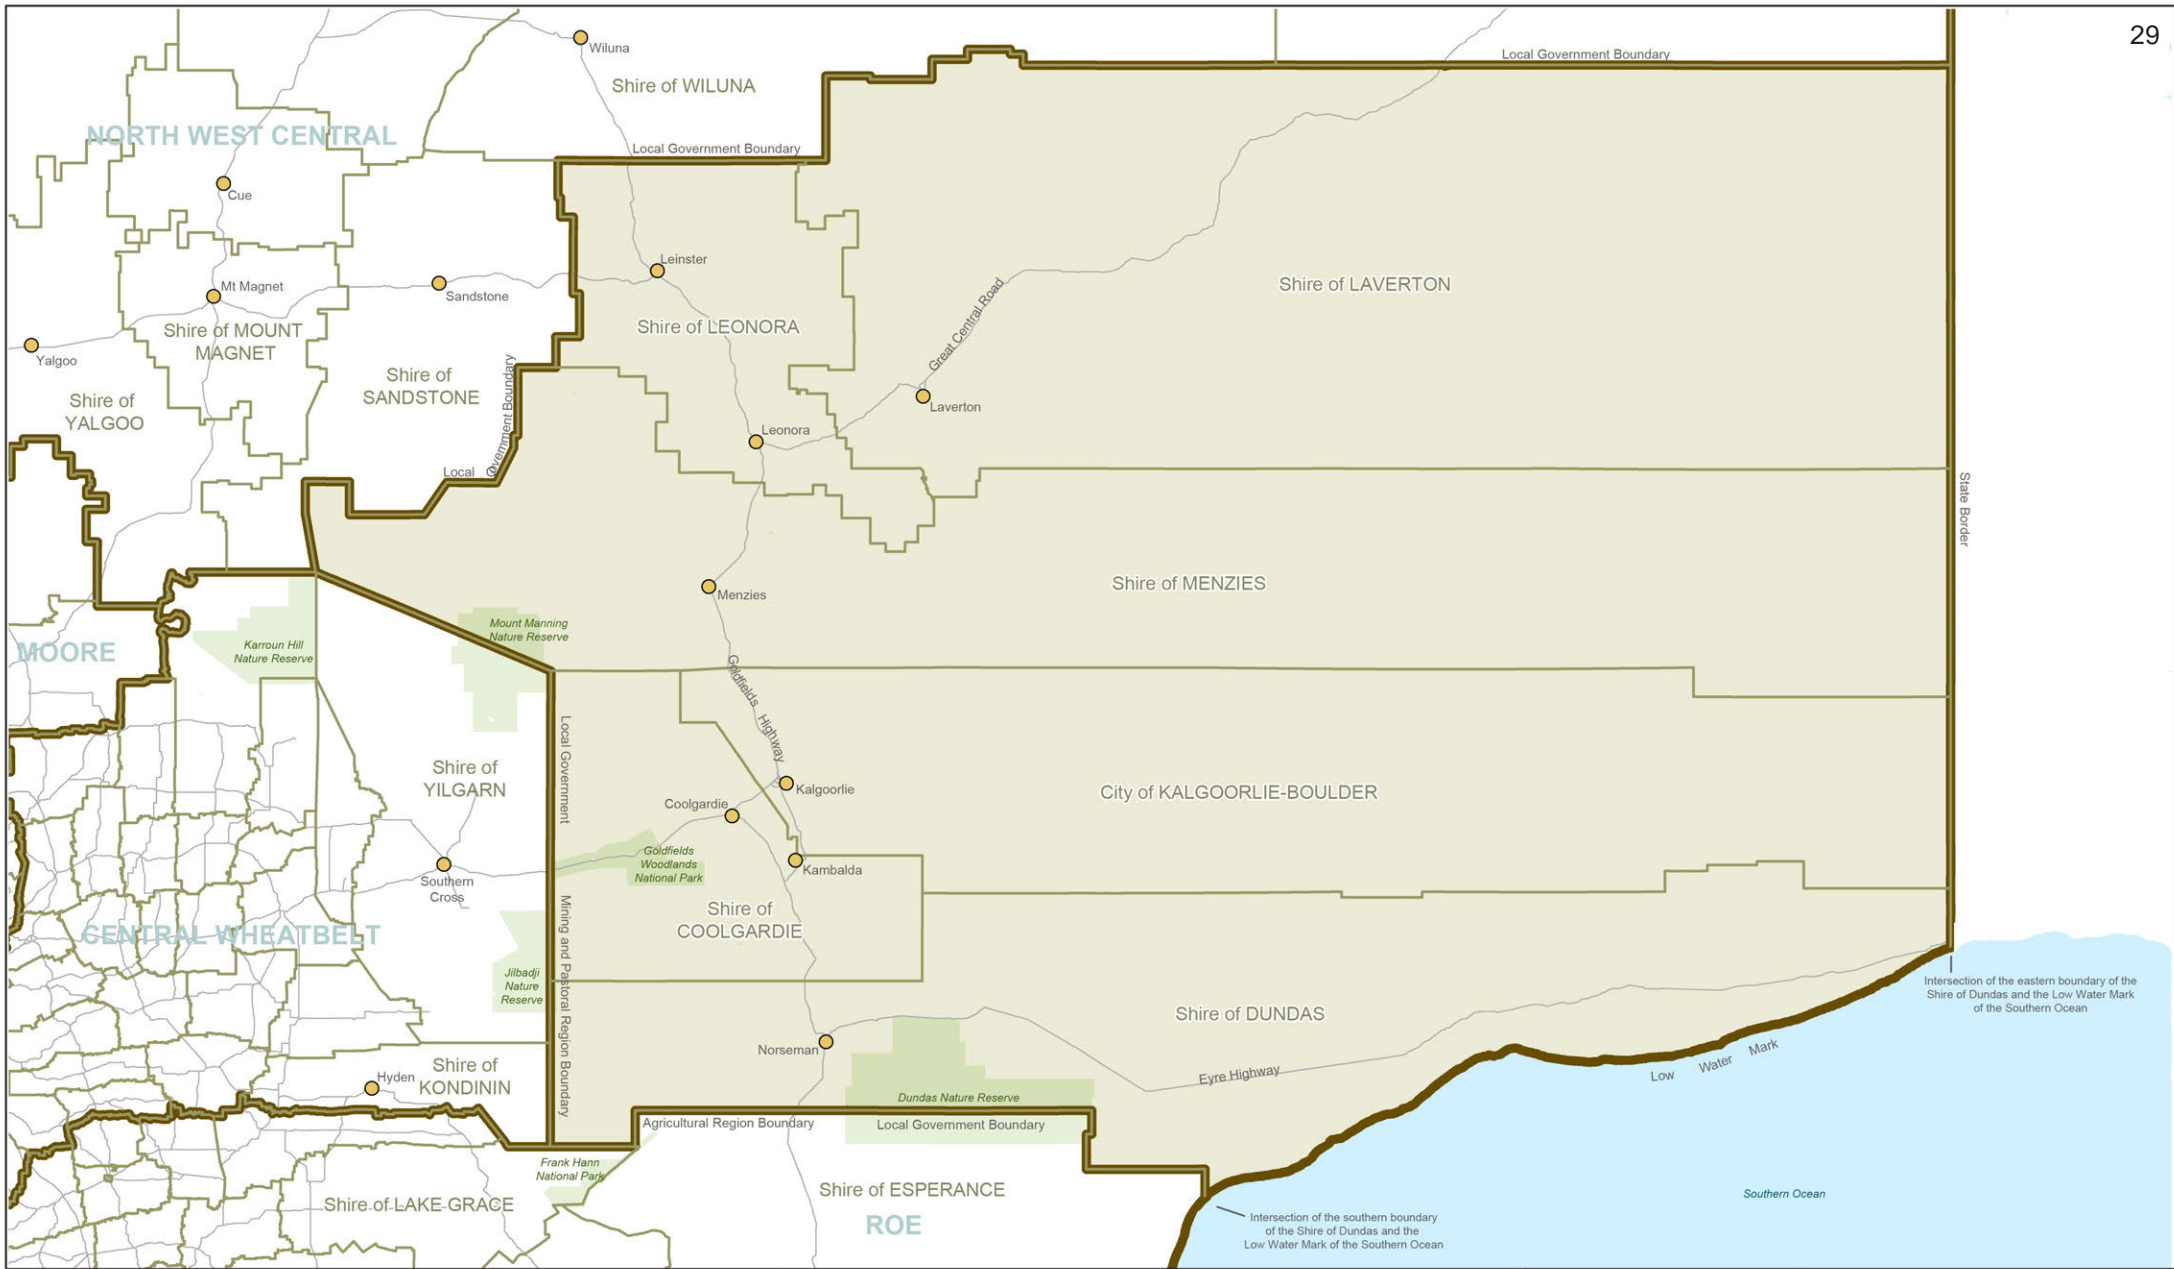 29
Wiluna
Shire of WILUNA
Local Government Boundary
NORTH WEST CENTRAL
Local Government Boundary
Cue
Leinster
Mt Magnet
Sandstone
Shire of LAVERTON
Shire of MOUNT
MAGNET
Shire of LEONORA
Great Central Road
Yalgoo
Shire of
SANDSTONE
Local Government Boundary
Shire of
YALGOO
Laverton
Leonora
State Border
Shire of MENZIES
Menzies
Mount Manning
Nature Reserve
Karroun Hill
Nature Reserve
MOORE
Goldfields Highway
Local Government
Shire of
YILGARN
Kalgoorlie
City of KALGOORLIE-BOULDER
Coolgardie
Goldfields
Woodlands
National Park
Kambalda
Southern
Cross
Mining and Pastoral Region Boundary
Shire of
COOLGARDIE
CENTRAL WHEATBELT
Jilbadji
Nature
Reserve
Intersection of the eastern boundary of the
Shire of Dundas and the Low Water Mark
of the Southern Ocean
Shire of DUNDAS
Norseman
Low Water Mark
Eyre Highway
Shire of
KONDININ
Hyden
Dundas Nature Reserve
Agricultural Region Boundary
Local Government Boundary
Frank Hann
National Park
Shire of LAKE GRACE
Shire of ESPERANCE
ROE
Southern Ocean
Intersection of the southern boundary
of the Shire of Dundas and the
Low Water Mark of the Southern Ocean